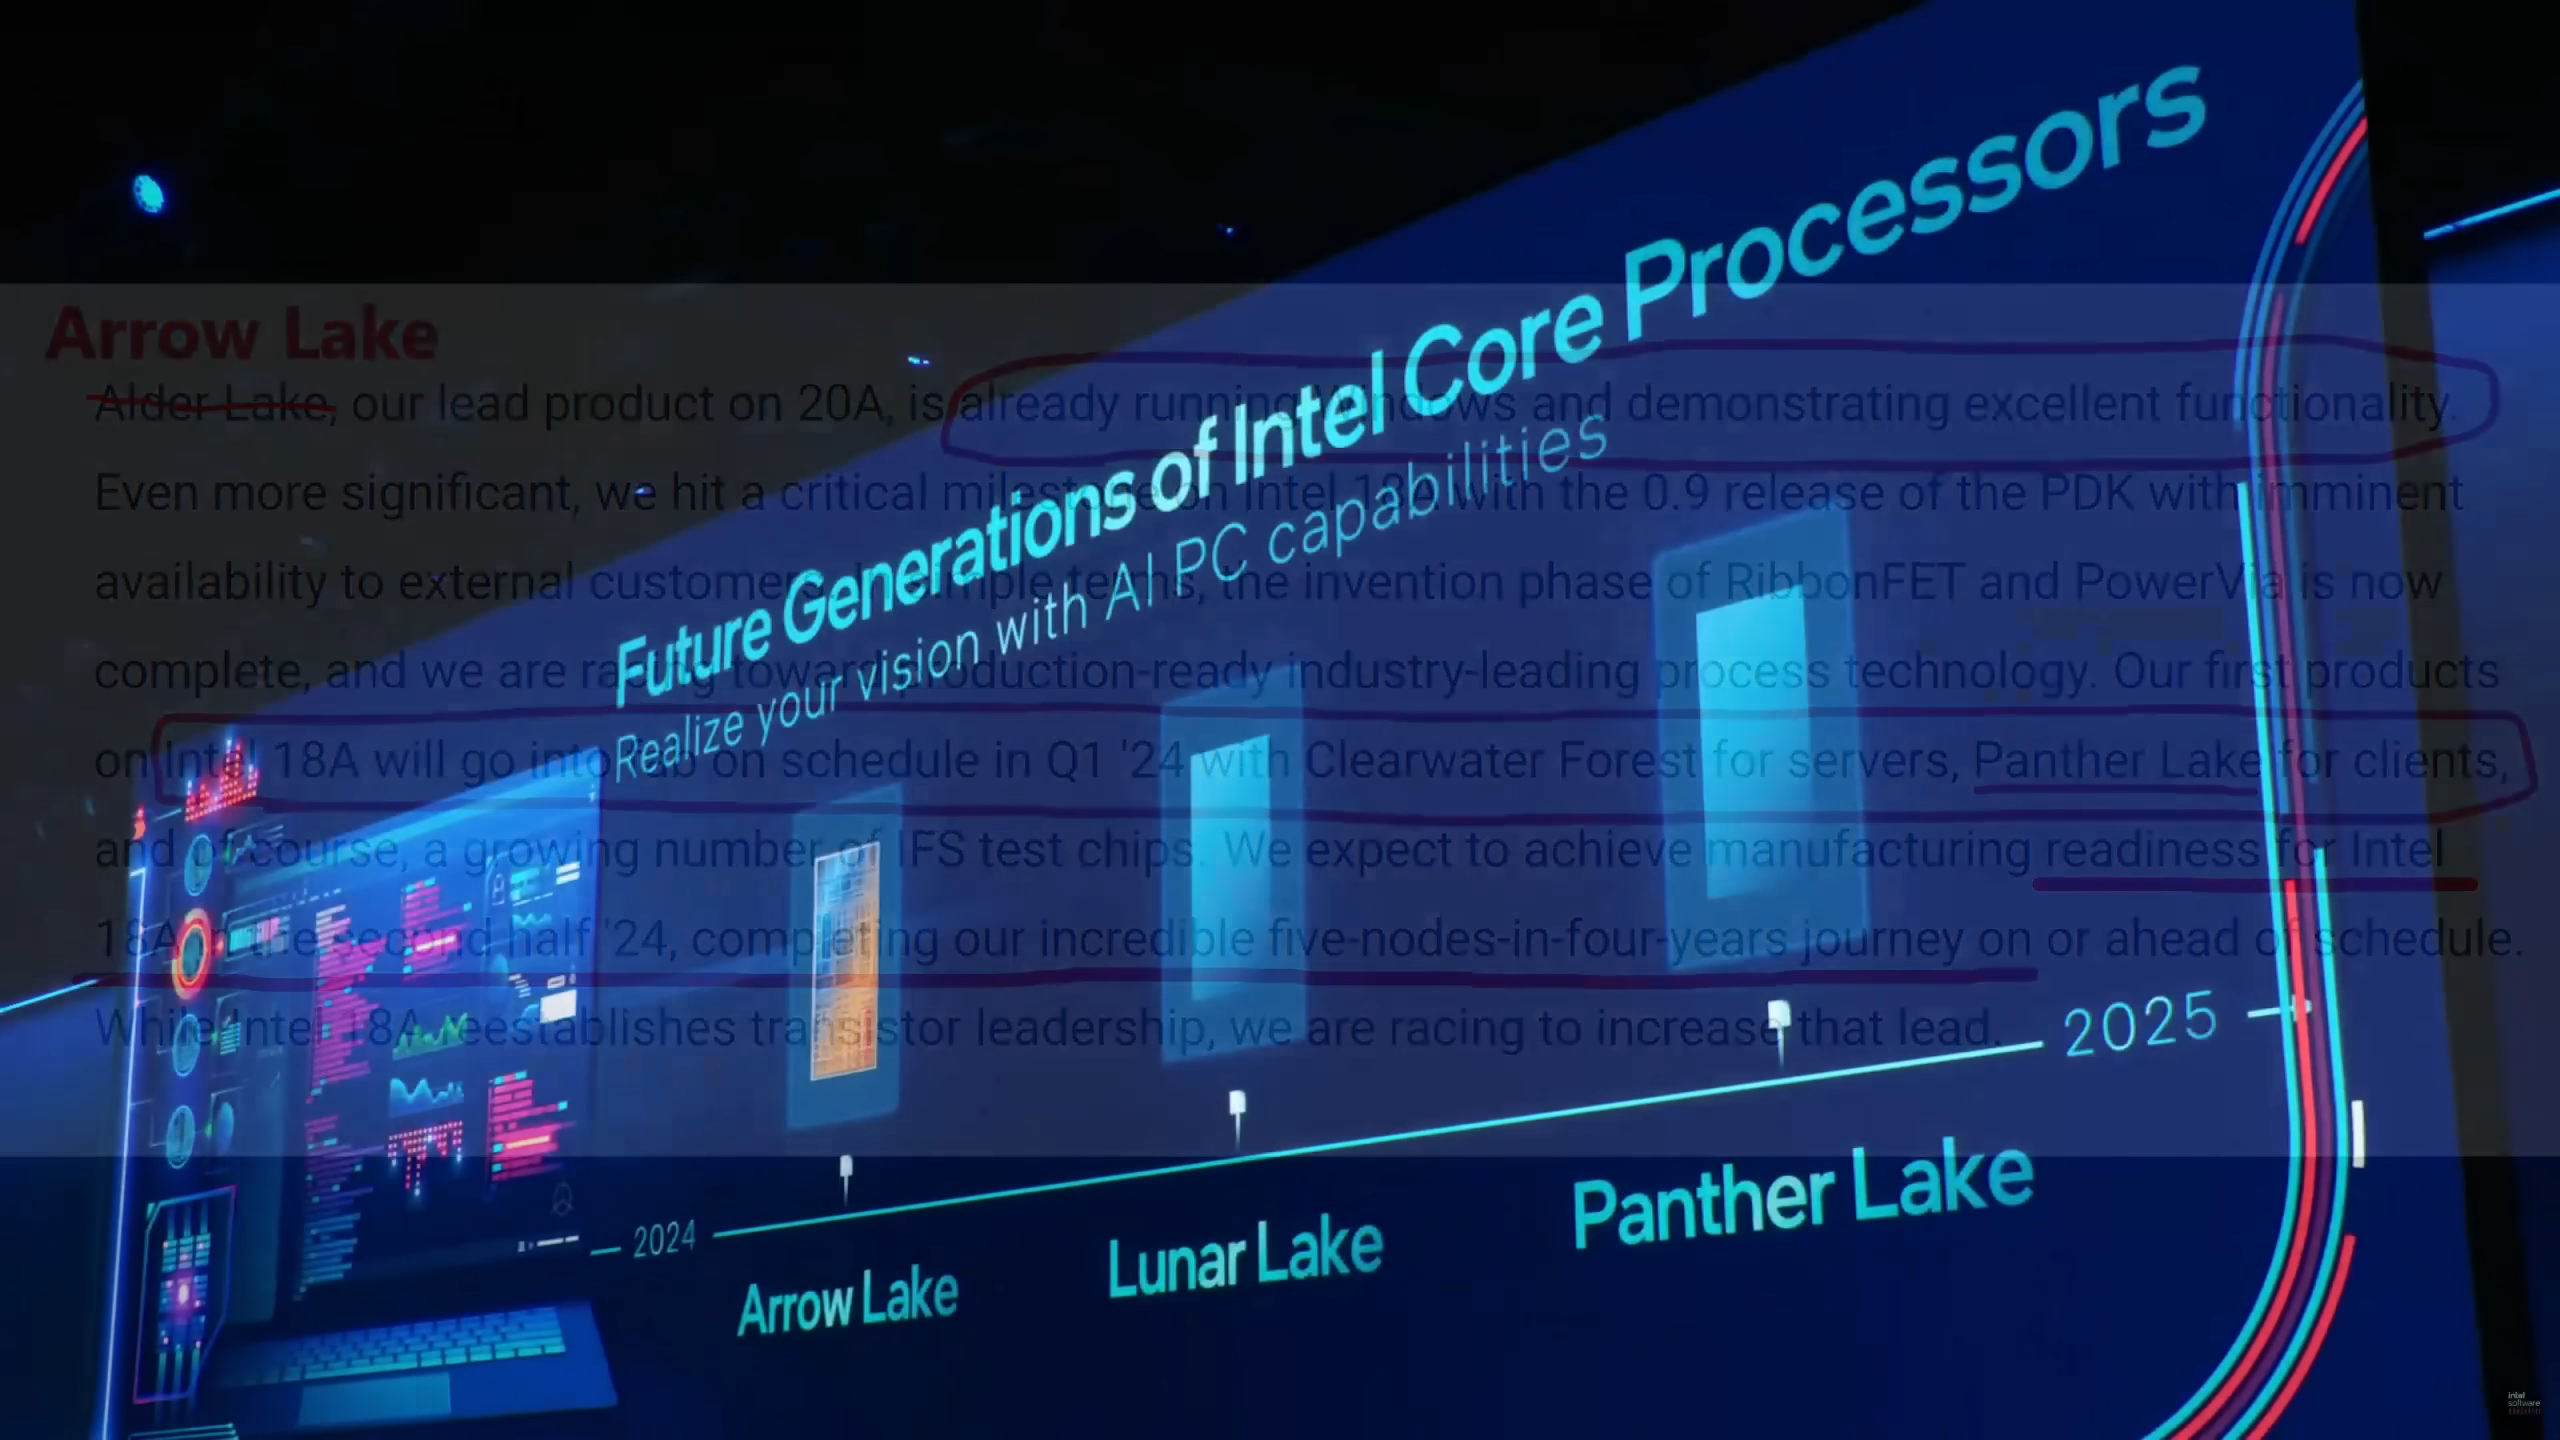 Future Generations of Intel Core Processors
Realize your vision with AI PC capabilities
Arrow Lake
Alder Lake, our lead product on 20A, is already running Windows and demonstrating excellent functionality.
Even more significant, we hit a critical milestone on Intel 18A with the 0.9 release of the PDK with imminent
availability to external customers. In simple terms, the invention phase of RibbonFET and PowerVia is now
complete, and we are racing toward production-ready industry-leading process technology. Our first products
on Intel 18A will go into fab on schedule in Q1 '24 with Clearwater Forest for servers, Panther Lake for clients,
and of course, a growing number of IFS test chips. We expect to achieve manufacturing readiness for Intel
18A in the second half '24, completing our incredible five-nodes-in-four-years journey on or ahead of schedule.
While Intel 18A reestablishes transistor leadership, we are racing to increase that lead.
2024
2025
Arrow Lake
Lunar Lake
Panther Lake
intel
software